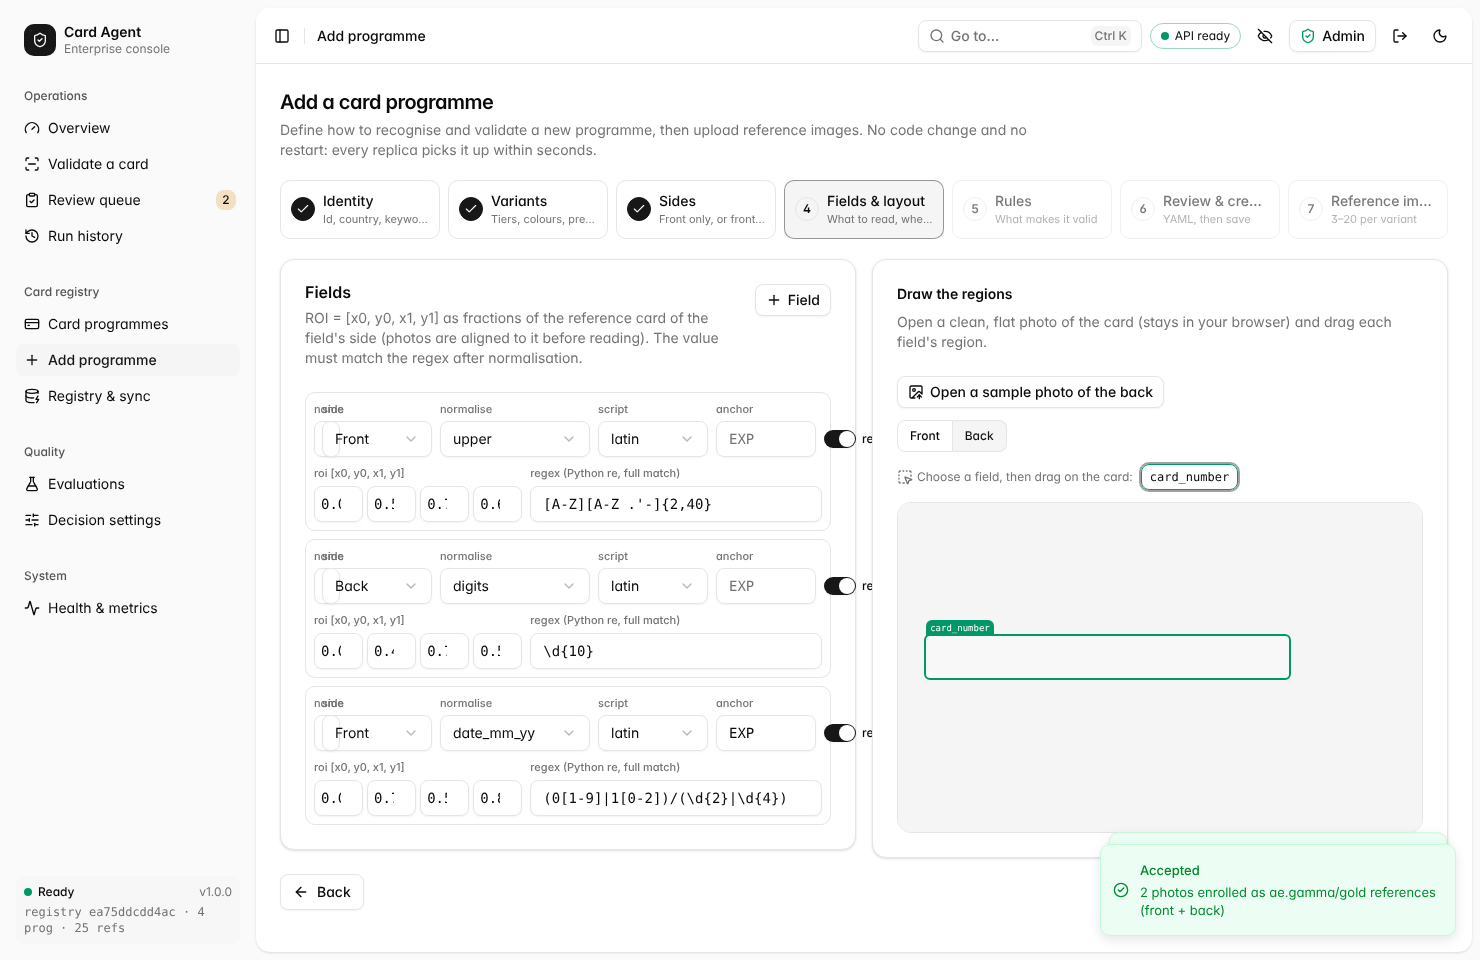 Card Agent
Enterprise console
Operations
Overview
Validate a card
Review queue
2
Run history
Card registry
Card programmes
Add programme
Registry & sync
Quality
Evaluations
Decision settings
System
Health & metrics
Ready
v1.0.0
registry ea75ddcdd4ac · 4
prog · 25 refs
Add programme
Go to...
Ctrl K
API ready
Admin
Add a card programme
Define how to recognise and validate a new programme, then upload reference images. No code change and no
restart: every replica picks it up within seconds.
Identity
Id, country, keywo...
Variants
Tiers, colours, pre...
Sides
Front only, or front...
4
Fields & layout
What to read, whe...
5
Rules
What makes it valid
6
Review & cre...
YAML, then save
7
Reference im...
3–20 per variant
Fields
ROI = [x0, y0, x1, y1] as fractions of the reference card of the
field's side (photos are aligned to it before reading). The value
must match the regex after normalisation.
Field
side normalise script anchor
Front upper latin EXP
roi [x0, y0, x1, y1] regex (Python re, full match)
[A-Z][A-Z .'-]{2,40}
side normalise script anchor
Back digits latin EXP
roi [x0, y0, x1, y1] regex (Python re, full match)
\d{10}
side normalise script anchor
Front date_mm_yy latin EXP
roi [x0, y0, x1, y1] regex (Python re, full match)
(0[1-9]|1[0-2])/(\d{2}|\d{4})
Back
Draw the regions
Open a clean, flat photo of the card (stays in your browser) and drag each
field's region.
Open a sample photo of the back
Front Back
Choose a field, then drag on the card: card_number
card_number
Accepted
2 photos enrolled as ae.gamma/gold references
(front + back)